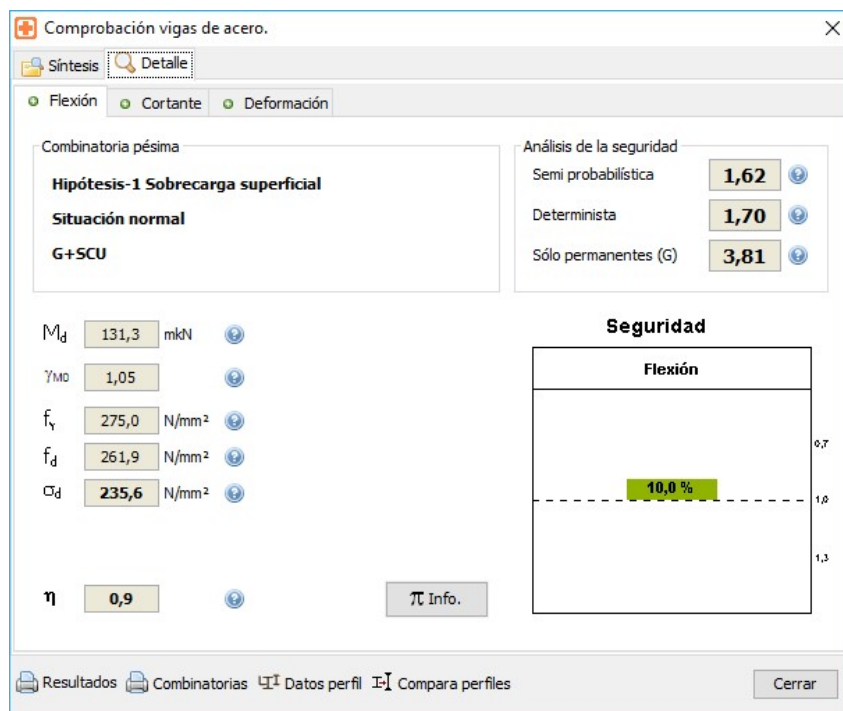 Comprobación vigas de acero.
Síntesis Detalle
Flexión Cortante Deformación
Combinatoria pésima
Hipótesis-1 Sobrecarga superficial
Situación normal
G+SCU
Análisis de la seguridad
Semi probabilística 1,62
Determinista 1,70
Sólo permanentes (G) 3,81
Md 131,3 mkN
γM0 1,05
fY 275,0 N/mm²
fd 261,9 N/mm²
σd 235,6 N/mm²
η 0,9
π Info.
Seguridad
Flexión
0,7
10,0 %
1,0
1,3
Resultados Combinatorias Datos perfil Compara perfiles Cerrar